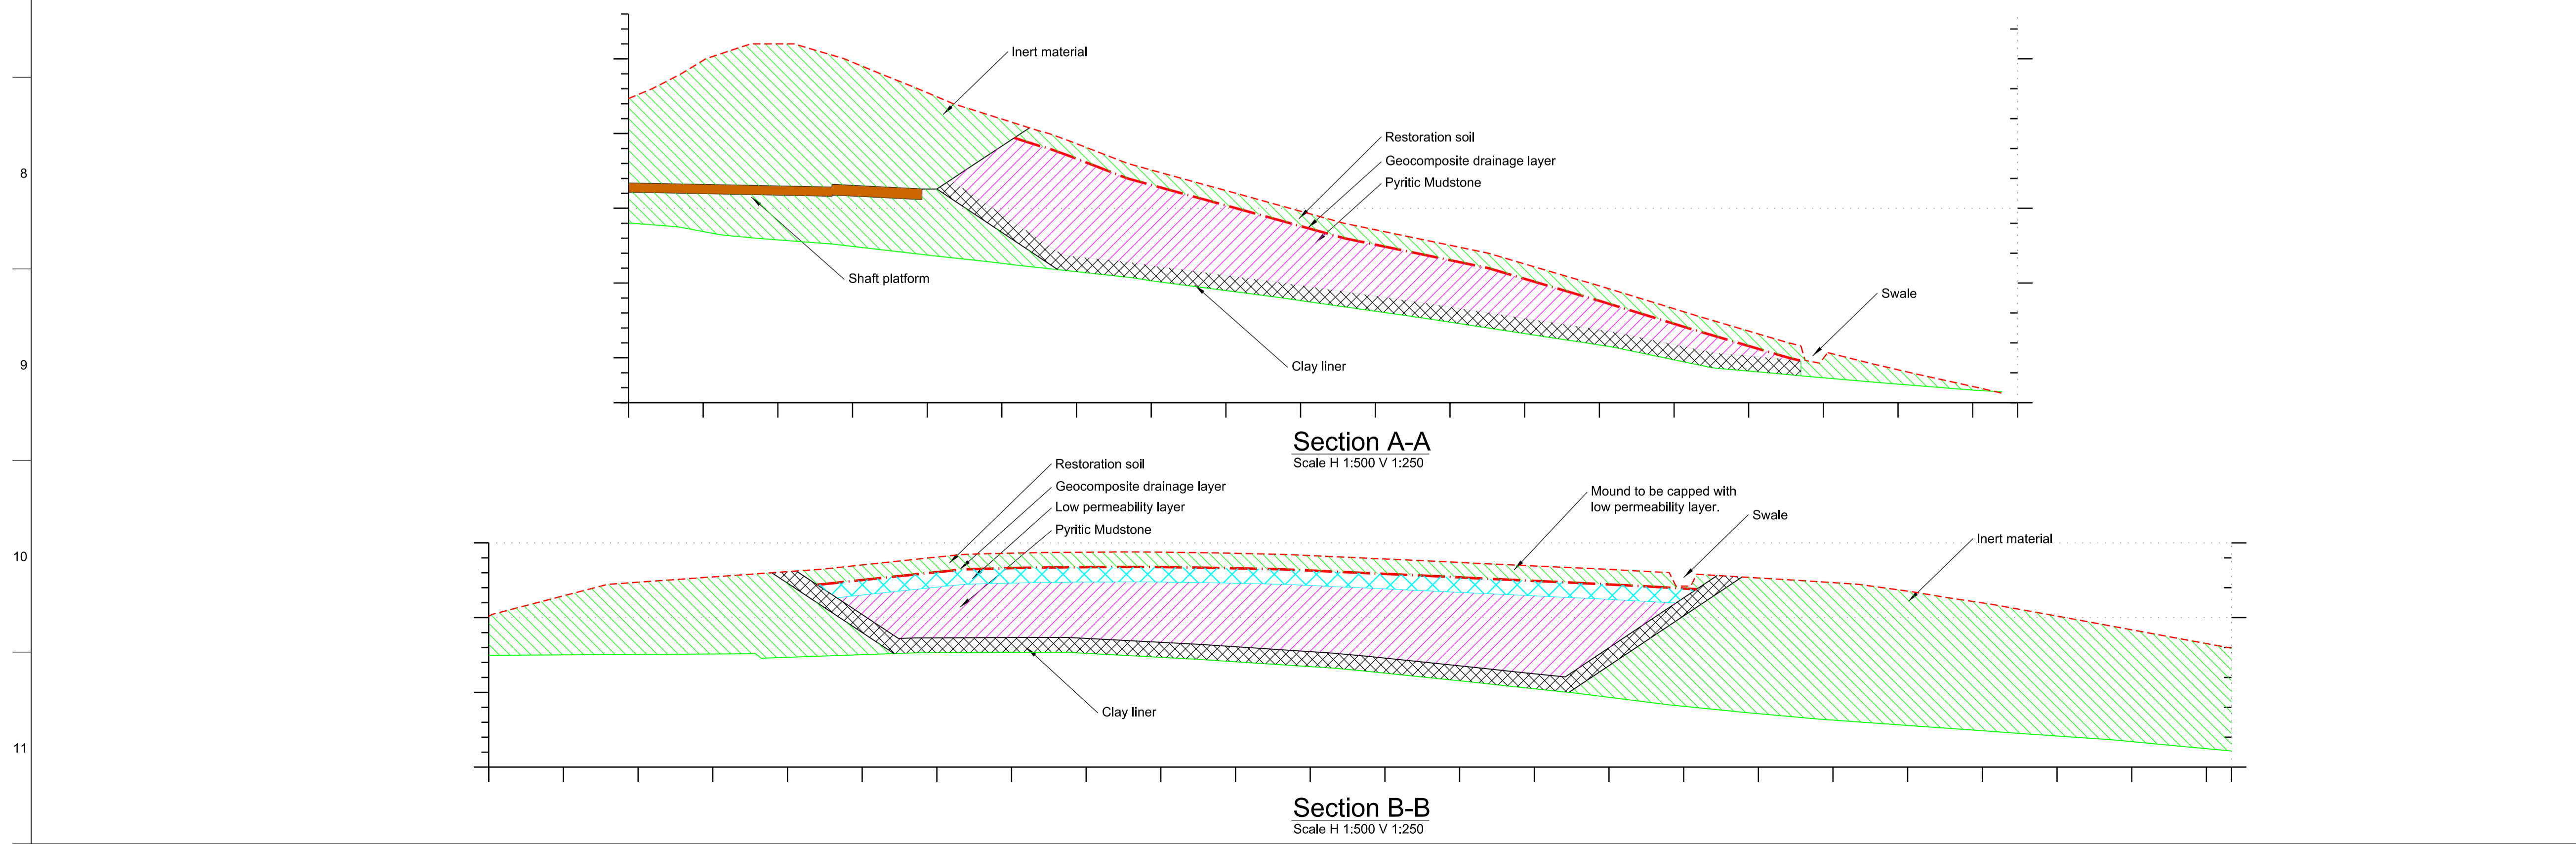 Inert material
Restoration soil
Geocomposite drainage layer
Pyritic Mudstone
8
Shaft platform
Swale
9
Clay liner
Section A-A
Scale H 1:500 V 1:250
Restoration soil
Geocomposite drainage layer
Low permeability layer
Pyritic Mudstone
Mound to be capped with
low permeability layer.
Swale
Inert material
10
Clay liner
11
Section B-B
Scale H 1:500 V 1:250